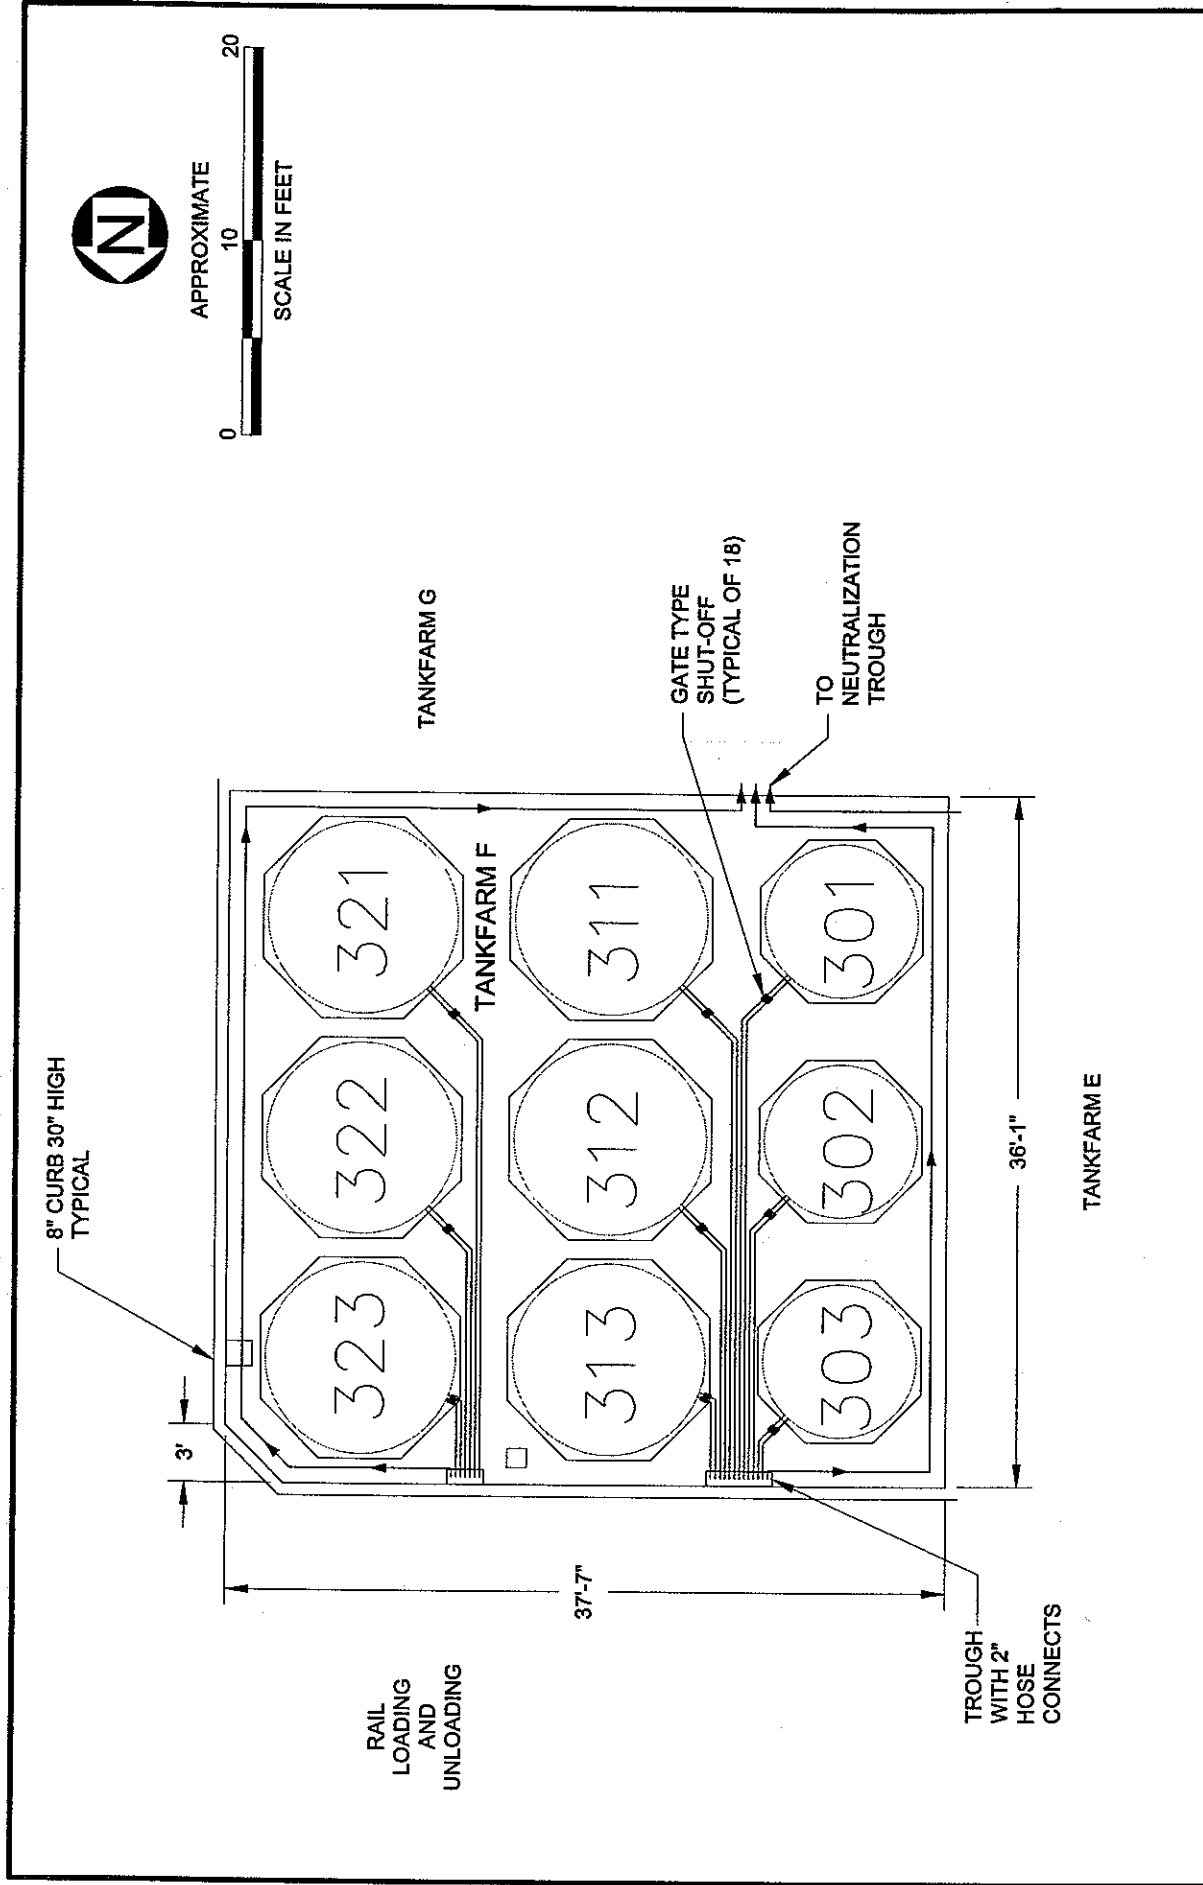 N
APPROXIMATE
0 10 20
SCALE IN FEET
8" CURB 30" HIGH
TYPICAL
3'
RAIL
LOADING
AND
UNLOADING
37'-7"
323 322 321
TANKFARM F
TANKFARM G
313 312 311
GATE TYPE
SHUT-OFF
(TYPICAL OF 18)
303 302 301
TO
NEUTRALIZATION
TROUGH
TROUGH
WITH 2"
HOSE
CONNECTS
36'-1"
TANKFARM E